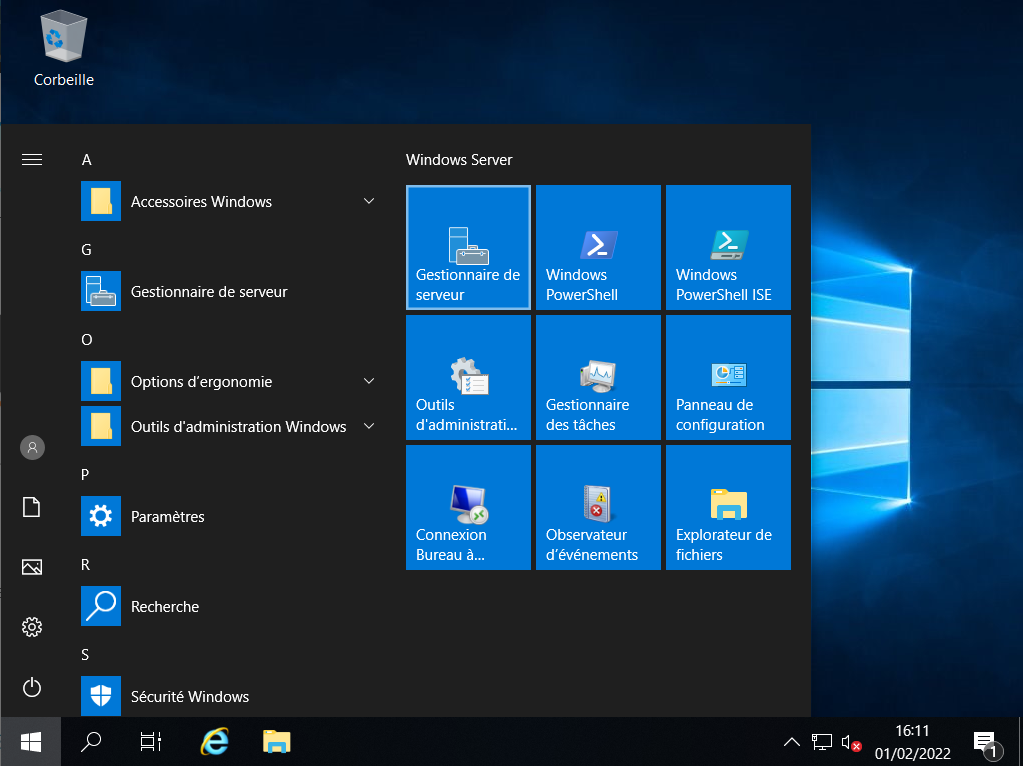 Corbeille
A
Accessoires Windows
G
Gestionnaire de serveur
O
Options d’ergonomie
Outils d'administration Windows
P
Paramètres
R
Recherche
S
Sécurité Windows
Windows Server
Gestionnaire de
serveur
Windows
PowerShell
Windows
PowerShell ISE
Outils
d'administrati...
Gestionnaire
des tâches
Panneau de
configuration
Connexion
Bureau à...
Observateur
d’événements
Explorateur de
fichiers
16:11
01/02/2022
1